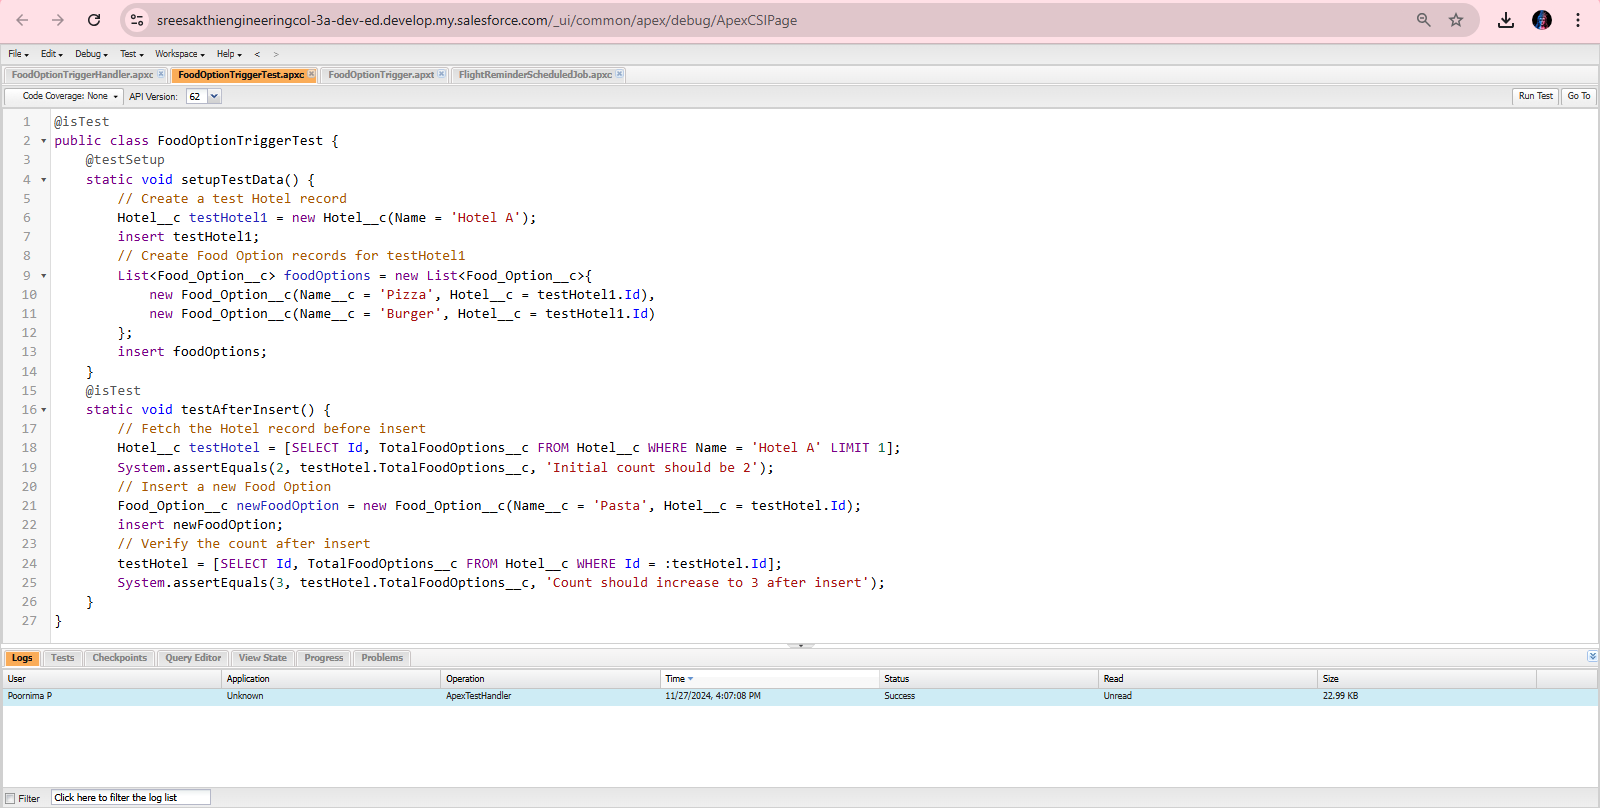 sreesakthiengineeringcol-3a-dev-ed.develop.my.salesforce.com/_ui/common/apex/debug/ApexCSIPage
File Edit Debug Test Workspace Help < >
FoodOptionTriggerHandler.apxc FoodOptionTriggerTest.apxc FoodOptionTrigger.apxt FlightReminderScheduledJob.apxc
Code Coverage: None API Version: 62 Run Test Go To
1 @isTest
2 public class FoodOptionTriggerTest {
3 @testSetup
4 static void setupTestData() {
5 // Create a test Hotel record
6 Hotel__c testHotel1 = new Hotel__c(Name = 'Hotel A');
7 insert testHotel1;
8 // Create Food Option records for testHotel1
9 List<Food_Option__c> foodOptions = new List<Food_Option__c>{
10 new Food_Option__c(Name__c = 'Pizza', Hotel__c = testHotel1.Id),
11 new Food_Option__c(Name__c = 'Burger', Hotel__c = testHotel1.Id)
12 };
13 insert foodOptions;
14 }
15 @isTest
16 static void testAfterInsert() {
17 // Fetch the Hotel record before insert
18 Hotel__c testHotel = [SELECT Id, TotalFoodOptions__c FROM Hotel__c WHERE Name = 'Hotel A' LIMIT 1];
19 System.assertEquals(2, testHotel.TotalFoodOptions__c, 'Initial count should be 2');
20 // Insert a new Food Option
21 Food_Option__c newFoodOption = new Food_Option__c(Name__c = 'Pasta', Hotel__c = testHotel.Id);
22 insert newFoodOption;
23 // Verify the count after insert
24 testHotel = [SELECT Id, TotalFoodOptions__c FROM Hotel__c WHERE Id = :testHotel.Id];
25 System.assertEquals(3, testHotel.TotalFoodOptions__c, 'Count should increase to 3 after insert');
26 }
27 }
Logs Tests Checkpoints Query Editor View State Progress Problems
User Application Operation Time Status Read Size
Poornima P Unknown ApexTestHandler 11/27/2024, 4:07:08 PM Success Unread 22.99 KB
Filter Click here to filter the log list